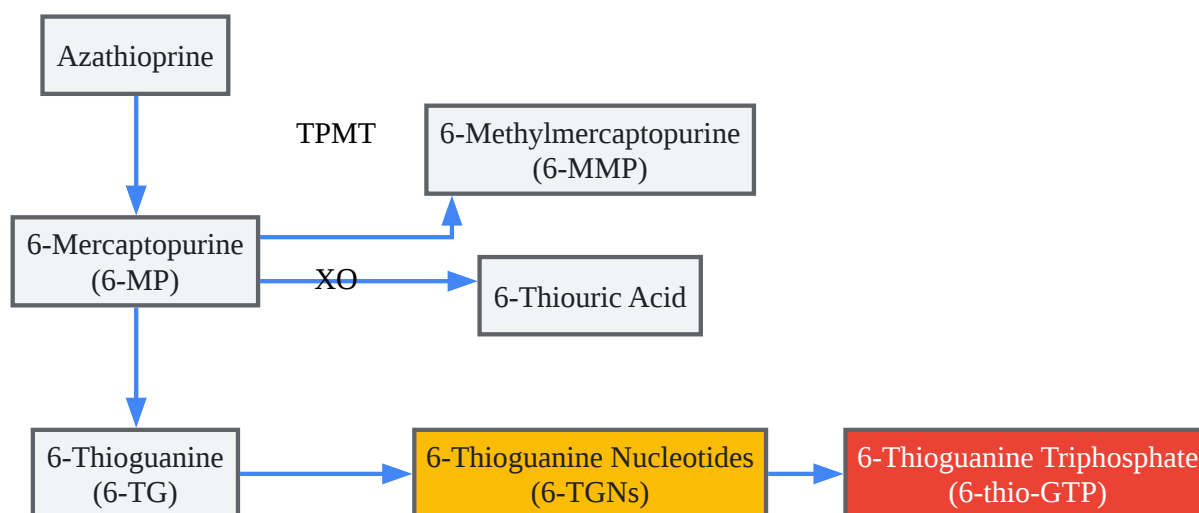 Azathioprine
TPMT
6-Methylmercaptopurine
(6-MMP)
6-Mercaptopurine
(6-MP)
XO
6-Thiouric Acid
6-Thioguanine
(6-TG)
6-Thioguanine Nucleotides
(6-TGNs)
6-Thioguanine Triphosphate
(6-thio-GTP)